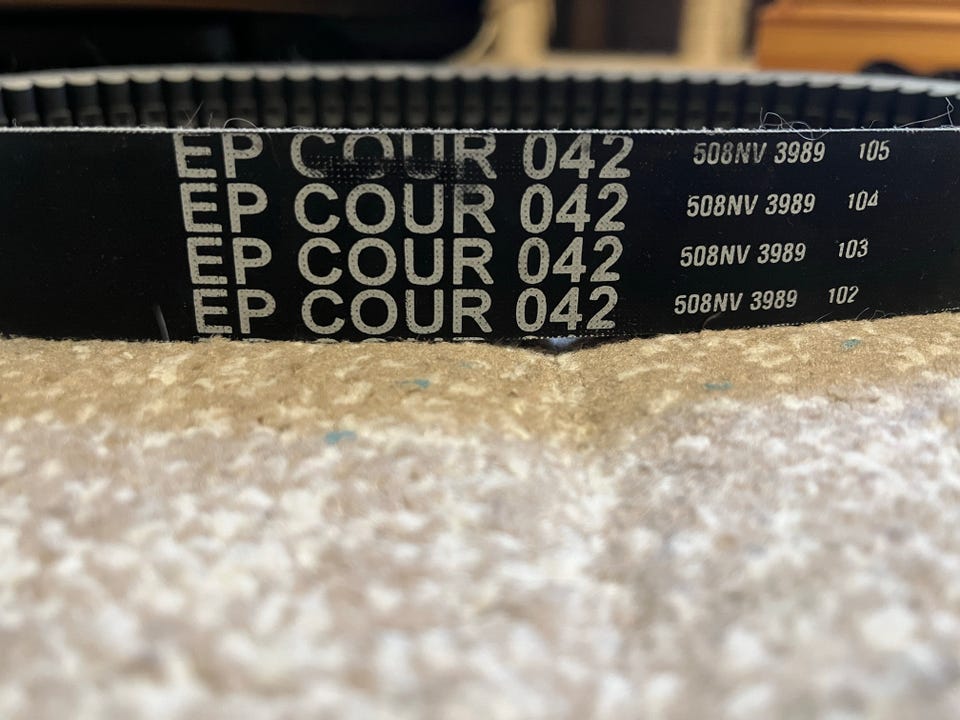 EP COUR 042 508NV 3989 105
EP COUR 042 508NV 3989 104
EP COUR 042 508NV 3989 103
EP COUR 042 508NV 3989 102